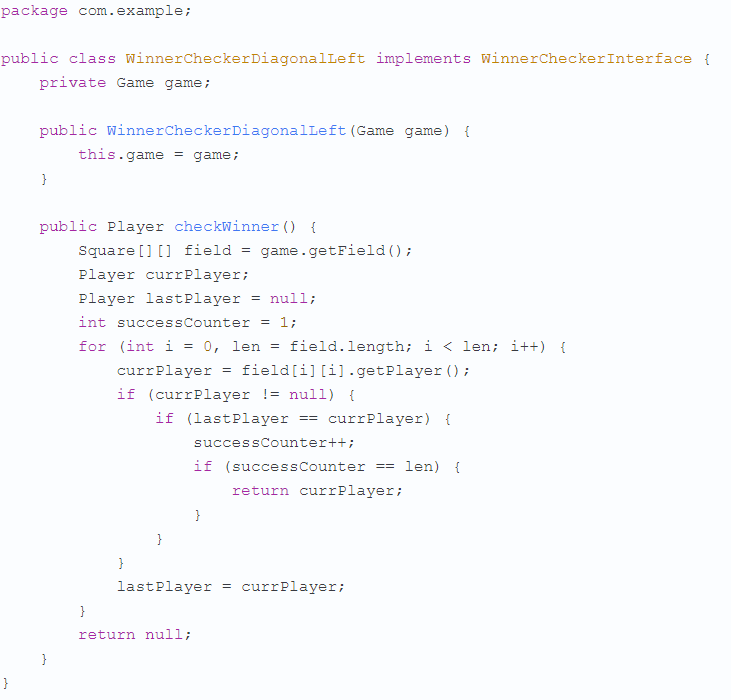 package com.example;

public class WinnerCheckerDiagonalLeft implements WinnerCheckerInterface {
    private Game game;

    public WinnerCheckerDiagonalLeft(Game game) {
        this.game = game;
    }

    public Player checkWinner() {
        Square[][] field = game.getField();
        Player currPlayer;
        Player lastPlayer = null;
        int successCounter = 1;
        for (int i = 0, len = field.length; i < len; i++) {
            currPlayer = field[i][i].getPlayer();
            if (currPlayer != null) {
                if (lastPlayer == currPlayer) {
                    successCounter++;
                    if (successCounter == len) {
                        return currPlayer;
                    }
                }
            }
            lastPlayer = currPlayer;
        }
        return null;
    }
}